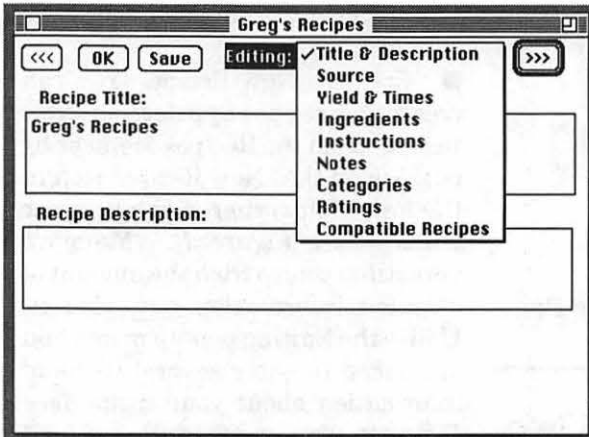 Greg's Recipes
<<< OK Save Editing: ✓Title & Description >>>
Source
Yield & Times
Ingredients
Instructions
Notes
Categories
Ratings
Compatible Recipes
Recipe Title:
Greg's Recipes
Recipe Description: